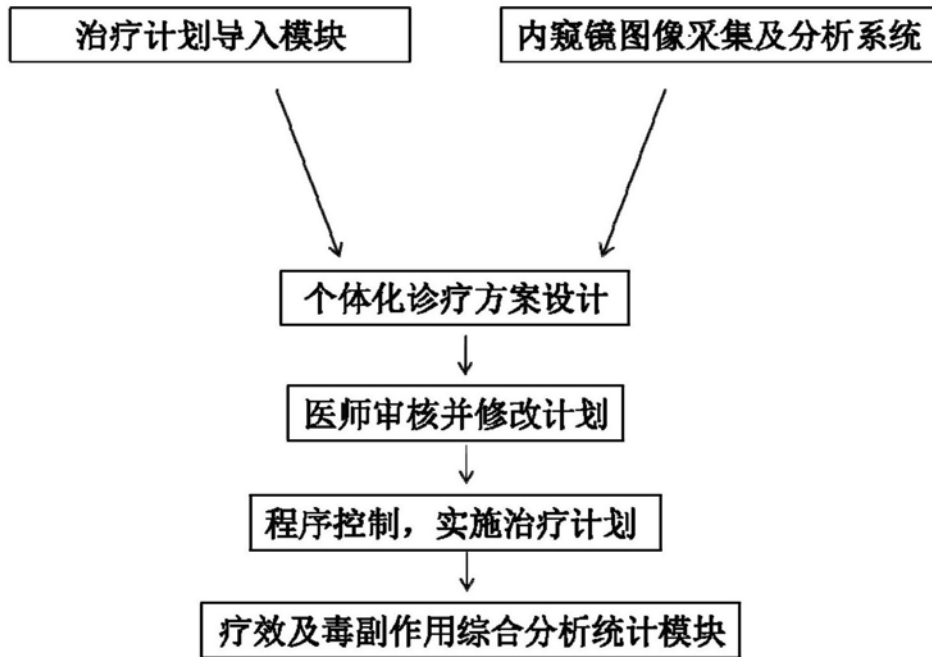 治疗计划导入模块
内窥镜图像采集及分析系统
个体化诊疗方案设计
医师审核并修改计划
程序控制，实施治疗计划
疗效及毒副作用综合分析统计模块